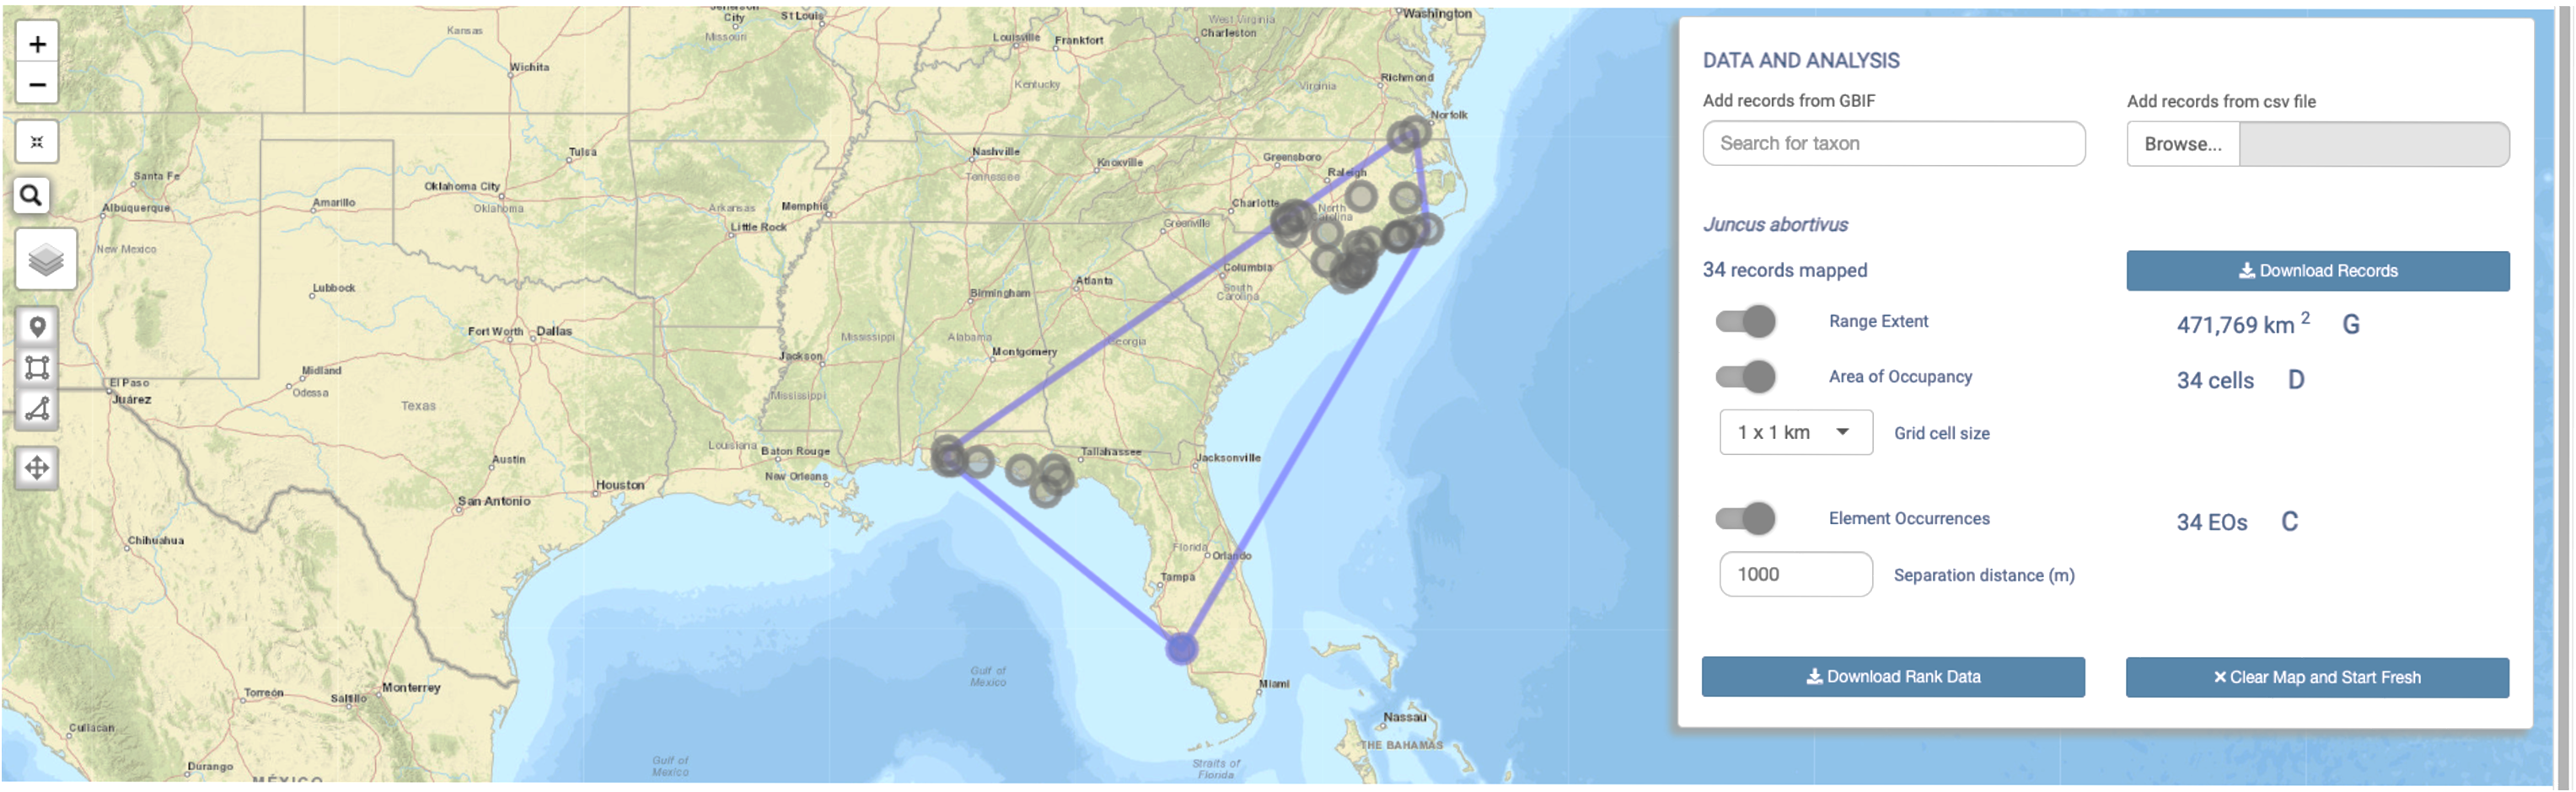 Jefferson
City
St Louis
Washington
Kansas
Missouri
West Virginia
Louisville
Frankfort
Charleston
Wichita
Richmond
Kentucky
Virginia
Norfolk
Tulsa
Nashville
Knoxville
Greensboro
Raleigh
Santa Fe
Oklahoma City
Tennessee
Albuquerque
Amarillo
Oklahoma
Arkansas
Memphis
Charlotte
North
Carolina
Little Rock
Greenville
New Mexico
Columbia
Lubbock
Atlanta
South
Carolina
Birmingham
Fort Worth
Dallas
Mississippi
Alabama
Georgia
Jackson
Montgomery
Midland
El Paso
Juárez
Odessa
Texas
Mississippi
Louisiana
Baton Rouge
Tallahassee
Jacksonville
Austin
New Orleans
Houston
San Antonio
Chihuahua
Florida
Orlando
Tampa
Gulf of
Mexico
Miami
Torreón
Saltillo
Monterrey
Nassau
Culiacan
THE BAHAMAS
Durango
Gulf of
Mexico
Straits of
Florida
MÉXICO
+
−
DATA AND ANALYSIS
Add records from GBIF
Add records from csv file
Search for taxon
Browse...
Juncus abortivus
34 records mapped
Download Records
Range Extent
471,769 km 2 G
Area of Occupancy
34 cells D
1 x 1 km
Grid cell size
Element Occurrences
34 EOs C
1000
Separation distance (m)
Download Rank Data
Clear Map and Start Fresh